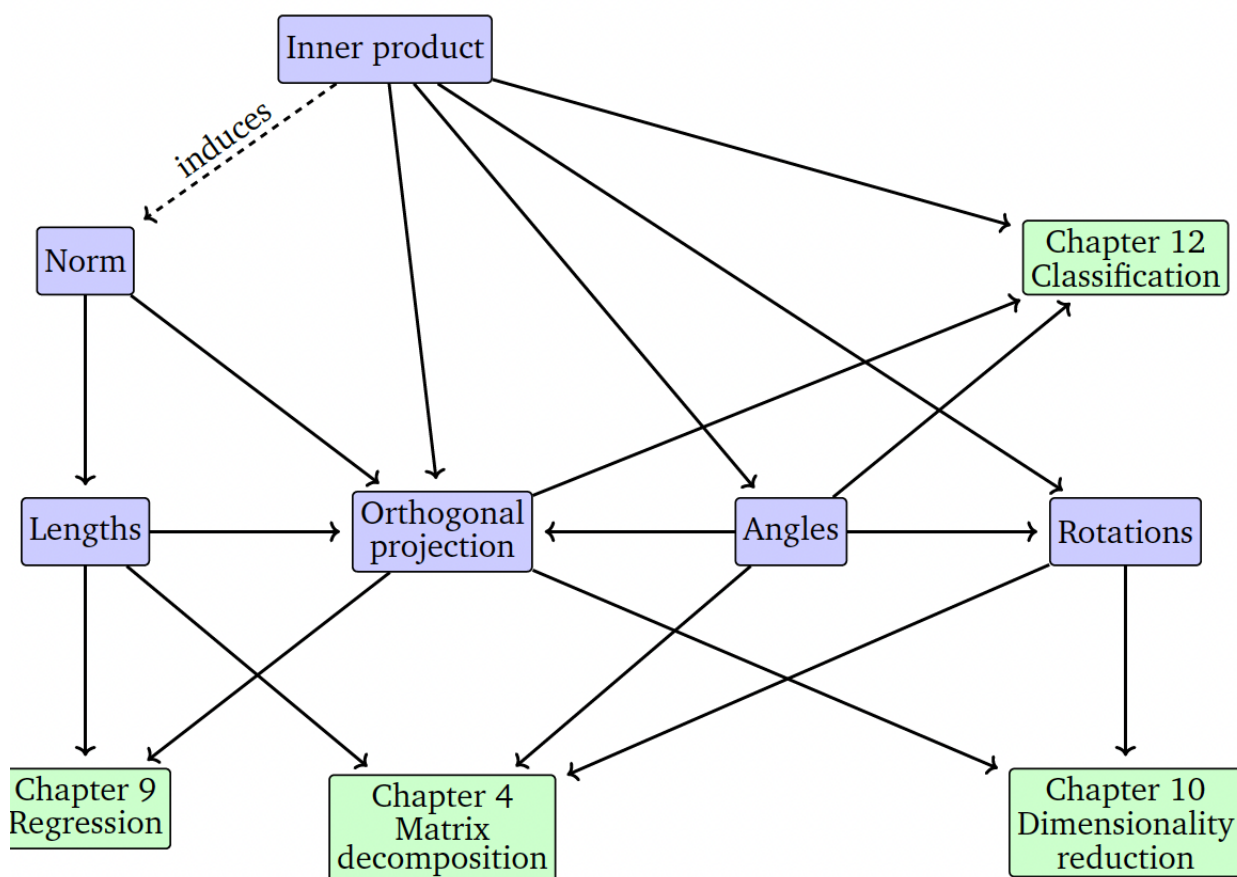 Inner product
induces
Norm
Chapter 12
Classification
Lengths
Orthogonal
projection
Angles
Rotations
Chapter 9
Regression
Chapter 4
Matrix
decomposition
Chapter 10
Dimensionality
reduction